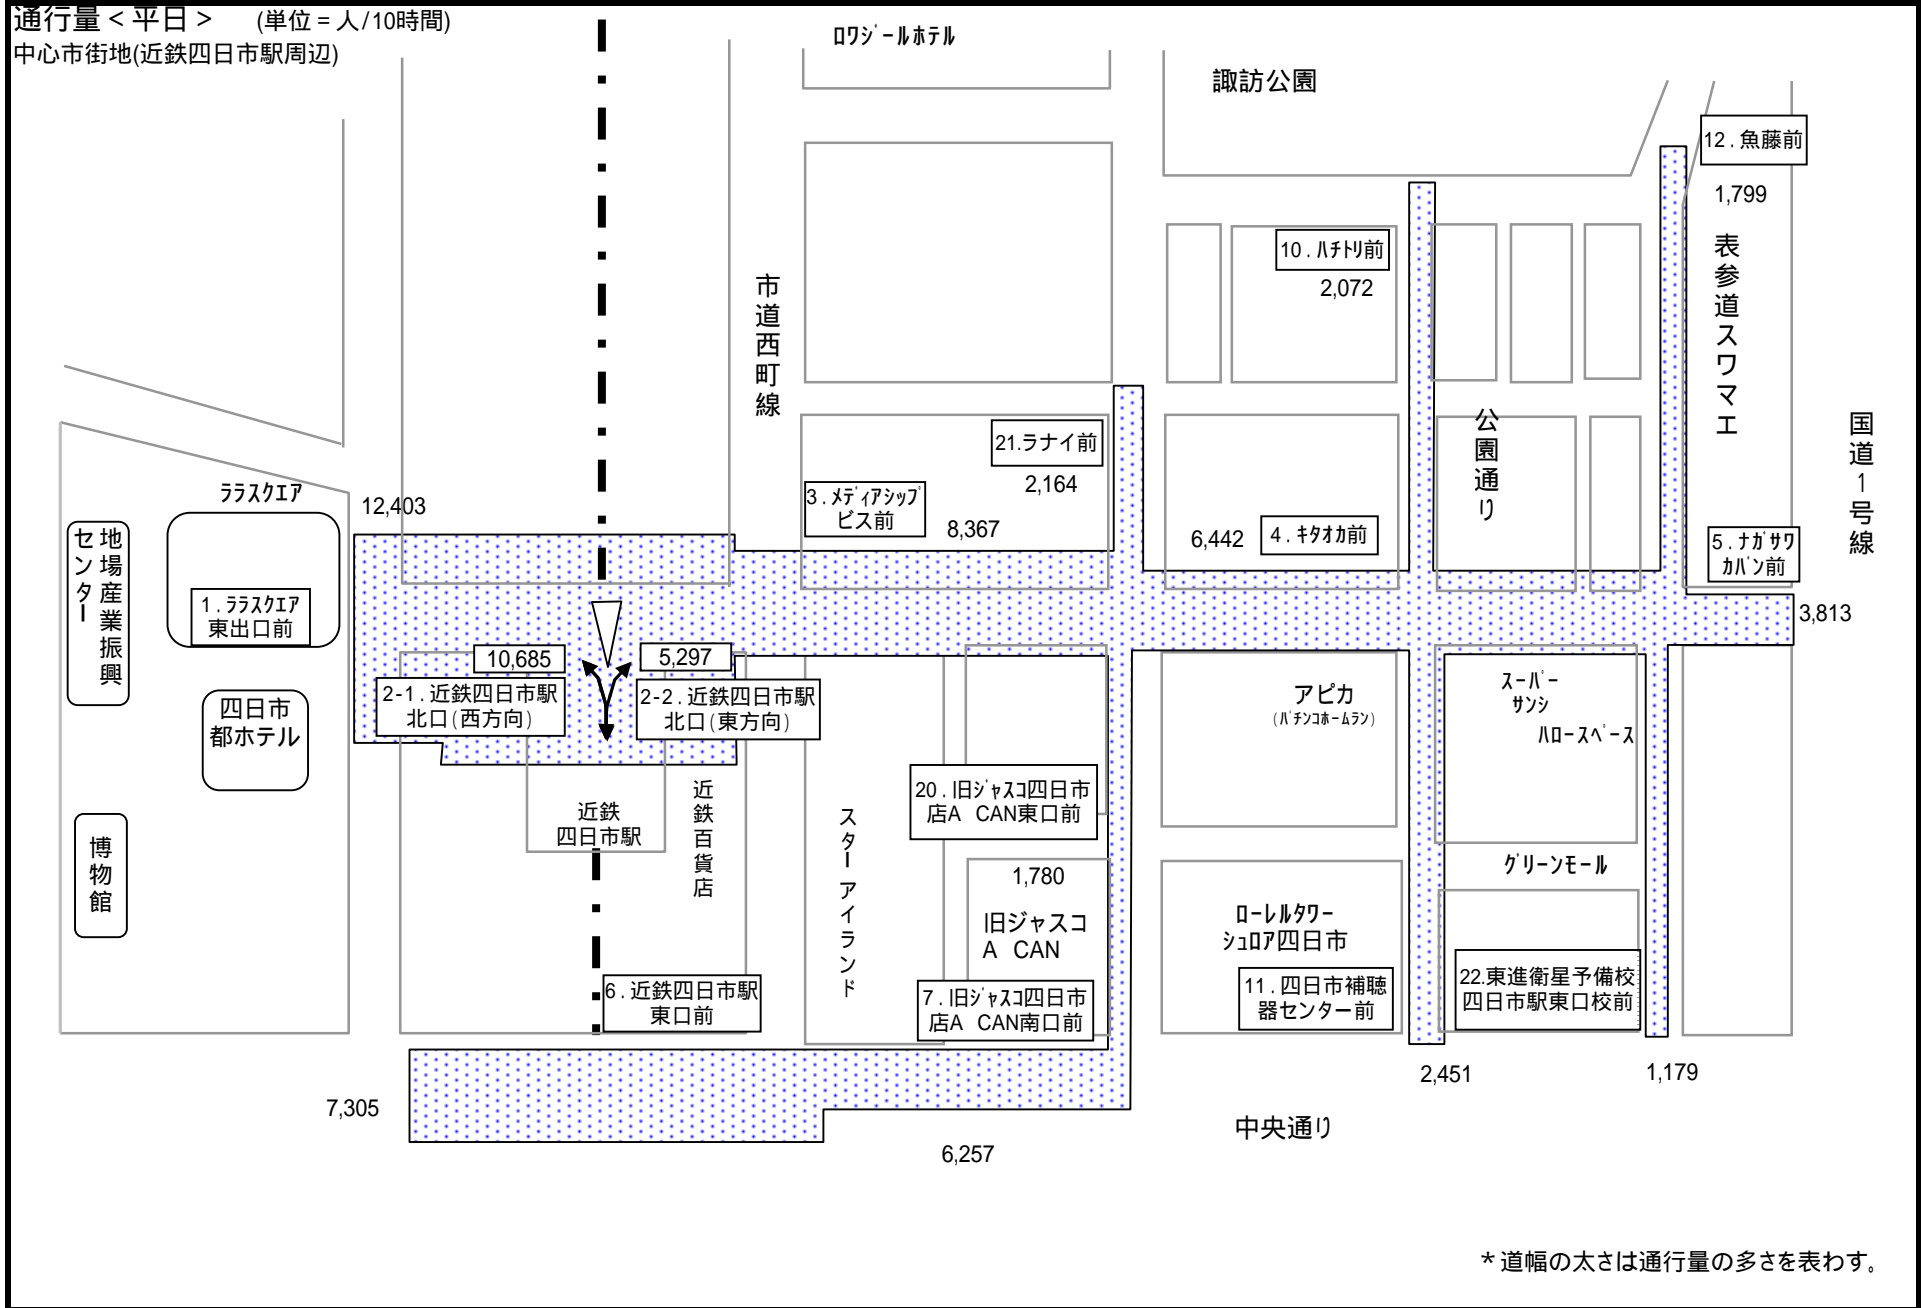 通行量＜平日＞ (単位＝人/10時間)
中心市街地(近鉄四日市駅周辺)
ロワジールホテル
諏訪公園
12．魚藤前
1,799
10．ハチドリ前
2,072
表参道スワマエ
市道西町線
公園通り
国道1号線
21.ラナイ前
2,164
3．メディアシップ
ビス前
8,367
ララスクエア
12,403
6,442
4．キタオカ前
5．ナガサワ
カバン前
3,813
地場産業振興
センター
1．ララスクエア
東出口前
10,685
5,297
2-1．近鉄四日市駅
北口(西方向)
2-2．近鉄四日市駅
北口(東方向)
四日市
都ホテル
アピカ
(パチンコホームラン)
スーパー
サンシ
ハロースペース
20．旧ジャスコ四日市
店A CAN東口前
近鉄
四日市駅
近鉄百貨店
スターアイランド
博物館
1,780
旧ジャスコ
A CAN
グリーンモール
ローレルタワー
シュロア四日市
6．近鉄四日市駅
東口前
7．旧ジャスコ四日市
店A CAN南口前
11．四日市補聴
器センター前
22.東進衛星予備校
四日市駅東口校前
7,305
2,451
1,179
中央通り
6,257
＊道幅の太さは通行量の多さを表わす。